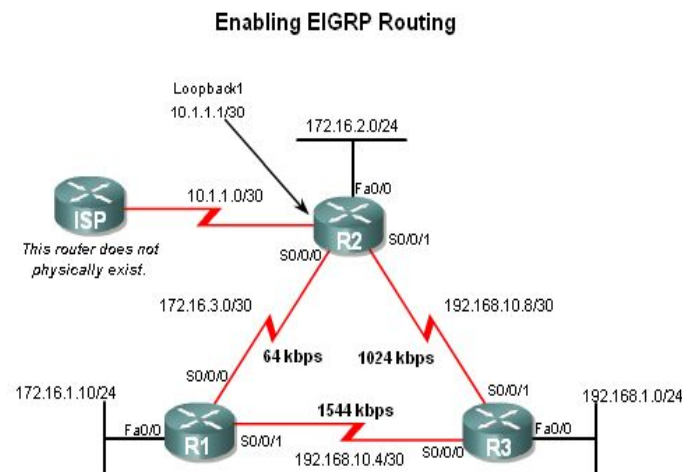 Enabling EIGRP Routing
Loopback1
10.1.1.1/30
172.16.2.0/24
10.1.1.0/30
Fa0/0
ISP
R2
This router does not
physically exist.
S0/0/0
S0/0/1
172.16.3.0/30
192.168.10.8/30
64 kbps
1024 kbps
172.16.1.10/24
S0/0/0
S0/0/1
192.168.1.0/24
1544 kbps
Fa0/0
R1
S0/0/1
S0/0/0
R3
Fa0/0
192.168.10.4/30